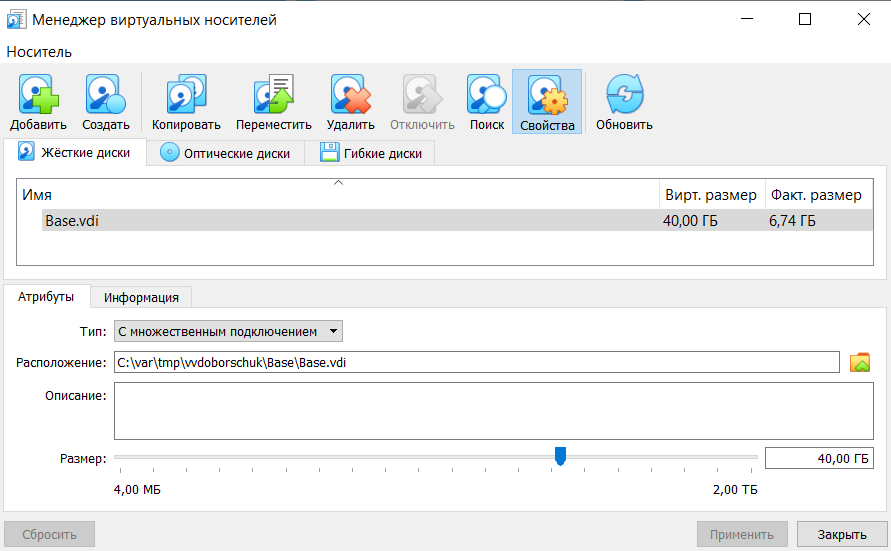 Менеджер виртуальных носителей
Носитель
Добавить Создать Копировать Переместить Удалить Отключить Поиск Свойства Обновить
Жёсткие диски Оптические диски Гибкие диски
Имя Вирт. размер Факт. размер
Base.vdi 40,00 ГБ 6,74 ГБ
Атрибуты Информация
Тип: С множественным подключением
Расположение: C:\var\tmp\vvdoborschuk\Base\Base.vdi
Описание:
Размер: 40,00 ГБ
4,00 МБ 2,00 ТБ
Сбросить Применить Закрыть